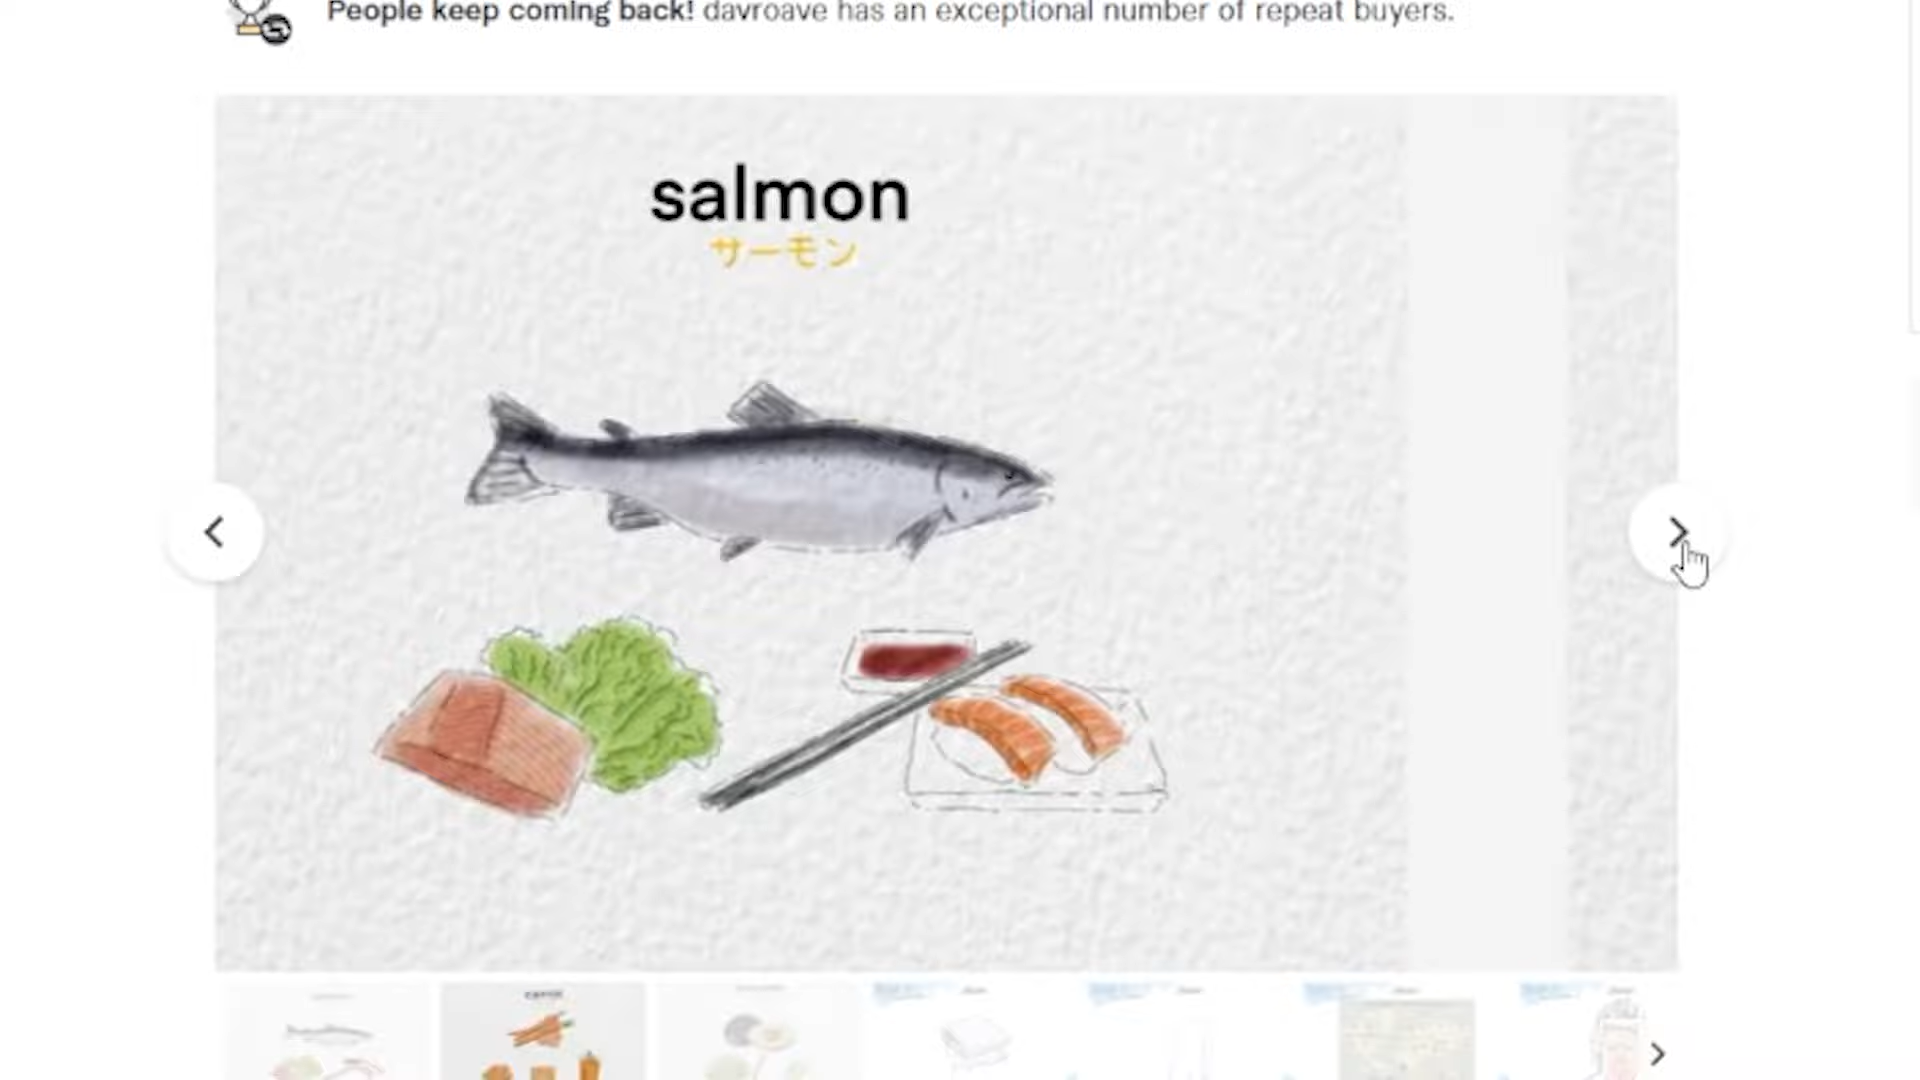 People keep coming back! davroave has an exceptional number of repeat buyers.
salmon
サーモン